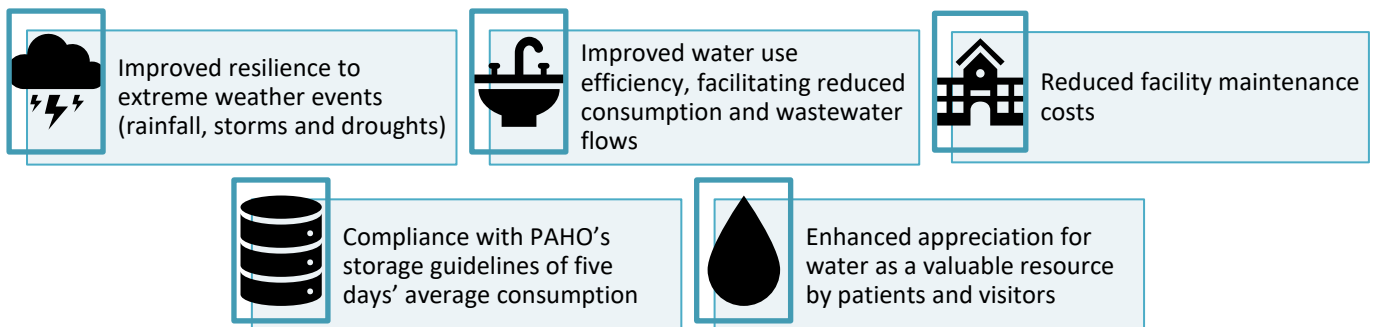 Improved resilience to
extreme weather events
(rainfall, storms and droughts)
Improved water use
efficiency, facilitating reduced
consumption and wastewater
flows
Reduced facility maintenance
costs
Compliance with PAHO’s
storage guidelines of five
days’ average consumption
Enhanced appreciation for
water as a valuable resource
by patients and visitors